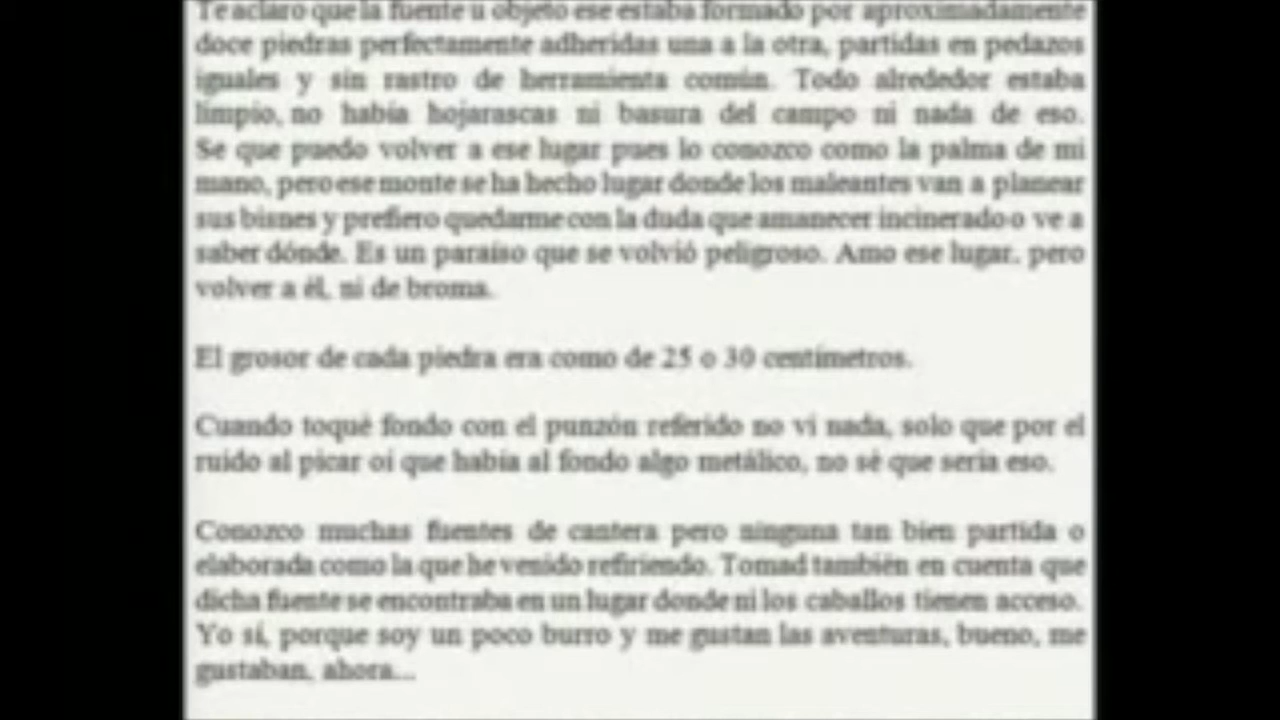 Te aclaro que la fuente u objeto ese estaba formado por aproximadamente
doce piedras perfectamente adheridas una a la otra, partidas en pedazos
iguales y sin rastro de herramienta común. Todo alrededor estaba
limpio, no había hojarascas ni basura del campo ni nada de eso.
Se que puedo volver a ese lugar pues lo conozco como la palma de mi
mano, pero ese monte se ha hecho lugar donde los maleantes van a planear
sus bisnes y prefiero quedarme con la duda que amanecer incinerado o ve a
saber dónde. Es un paraíso que se volvió peligroso. Amo ese lugar, pero
volver a él, ni de broma.
El grosor de cada piedra era como de 25 o 30 centímetros.
Cuando toqué fondo con el punzón referido no vi nada, solo que por el
ruido al picar oí que había al fondo algo metálico, no sé que sería eso.
Conozco muchas fuentes de cantera pero ninguna tan bien partida o
elaborada como la que he venido refiriendo. Tomad también en cuenta que
dicha fuente se encontraba en un lugar donde ni los caballos tienen acceso.
Yo sí, porque soy un poco burro y me gustan las aventuras, bueno, me
gustaban, ahora...